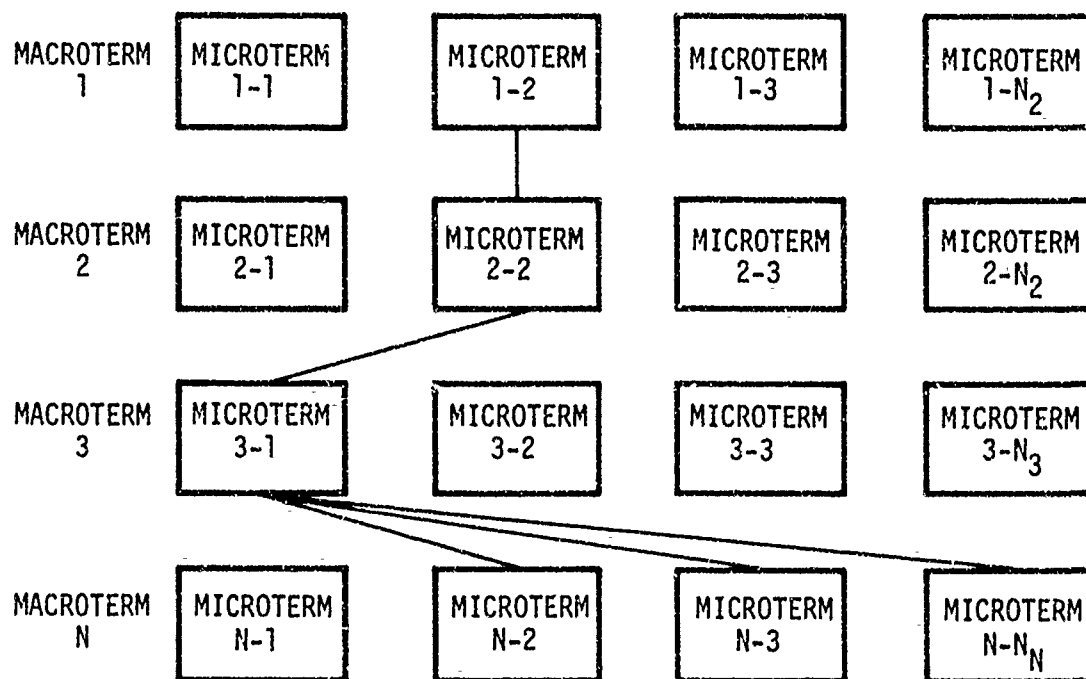 MACROTERM 1
MICROTERM 1-1
MICROTERM 1-2
MICROTERM 1-3
MICROTERM 1-N₂
MACROTERM 2
MICROTERM 2-1
MICROTERM 2-2
MICROTERM 2-3
MICROTERM 2-N₂
MACROTERM 3
MICROTERM 3-1
MICROTERM 3-2
MICROTERM 3-3
MICROTERM 3-N₃
MACROTERM N
MICROTERM N-1
MICROTERM N-2
MICROTERM N-3
MICROTERM N-N_N